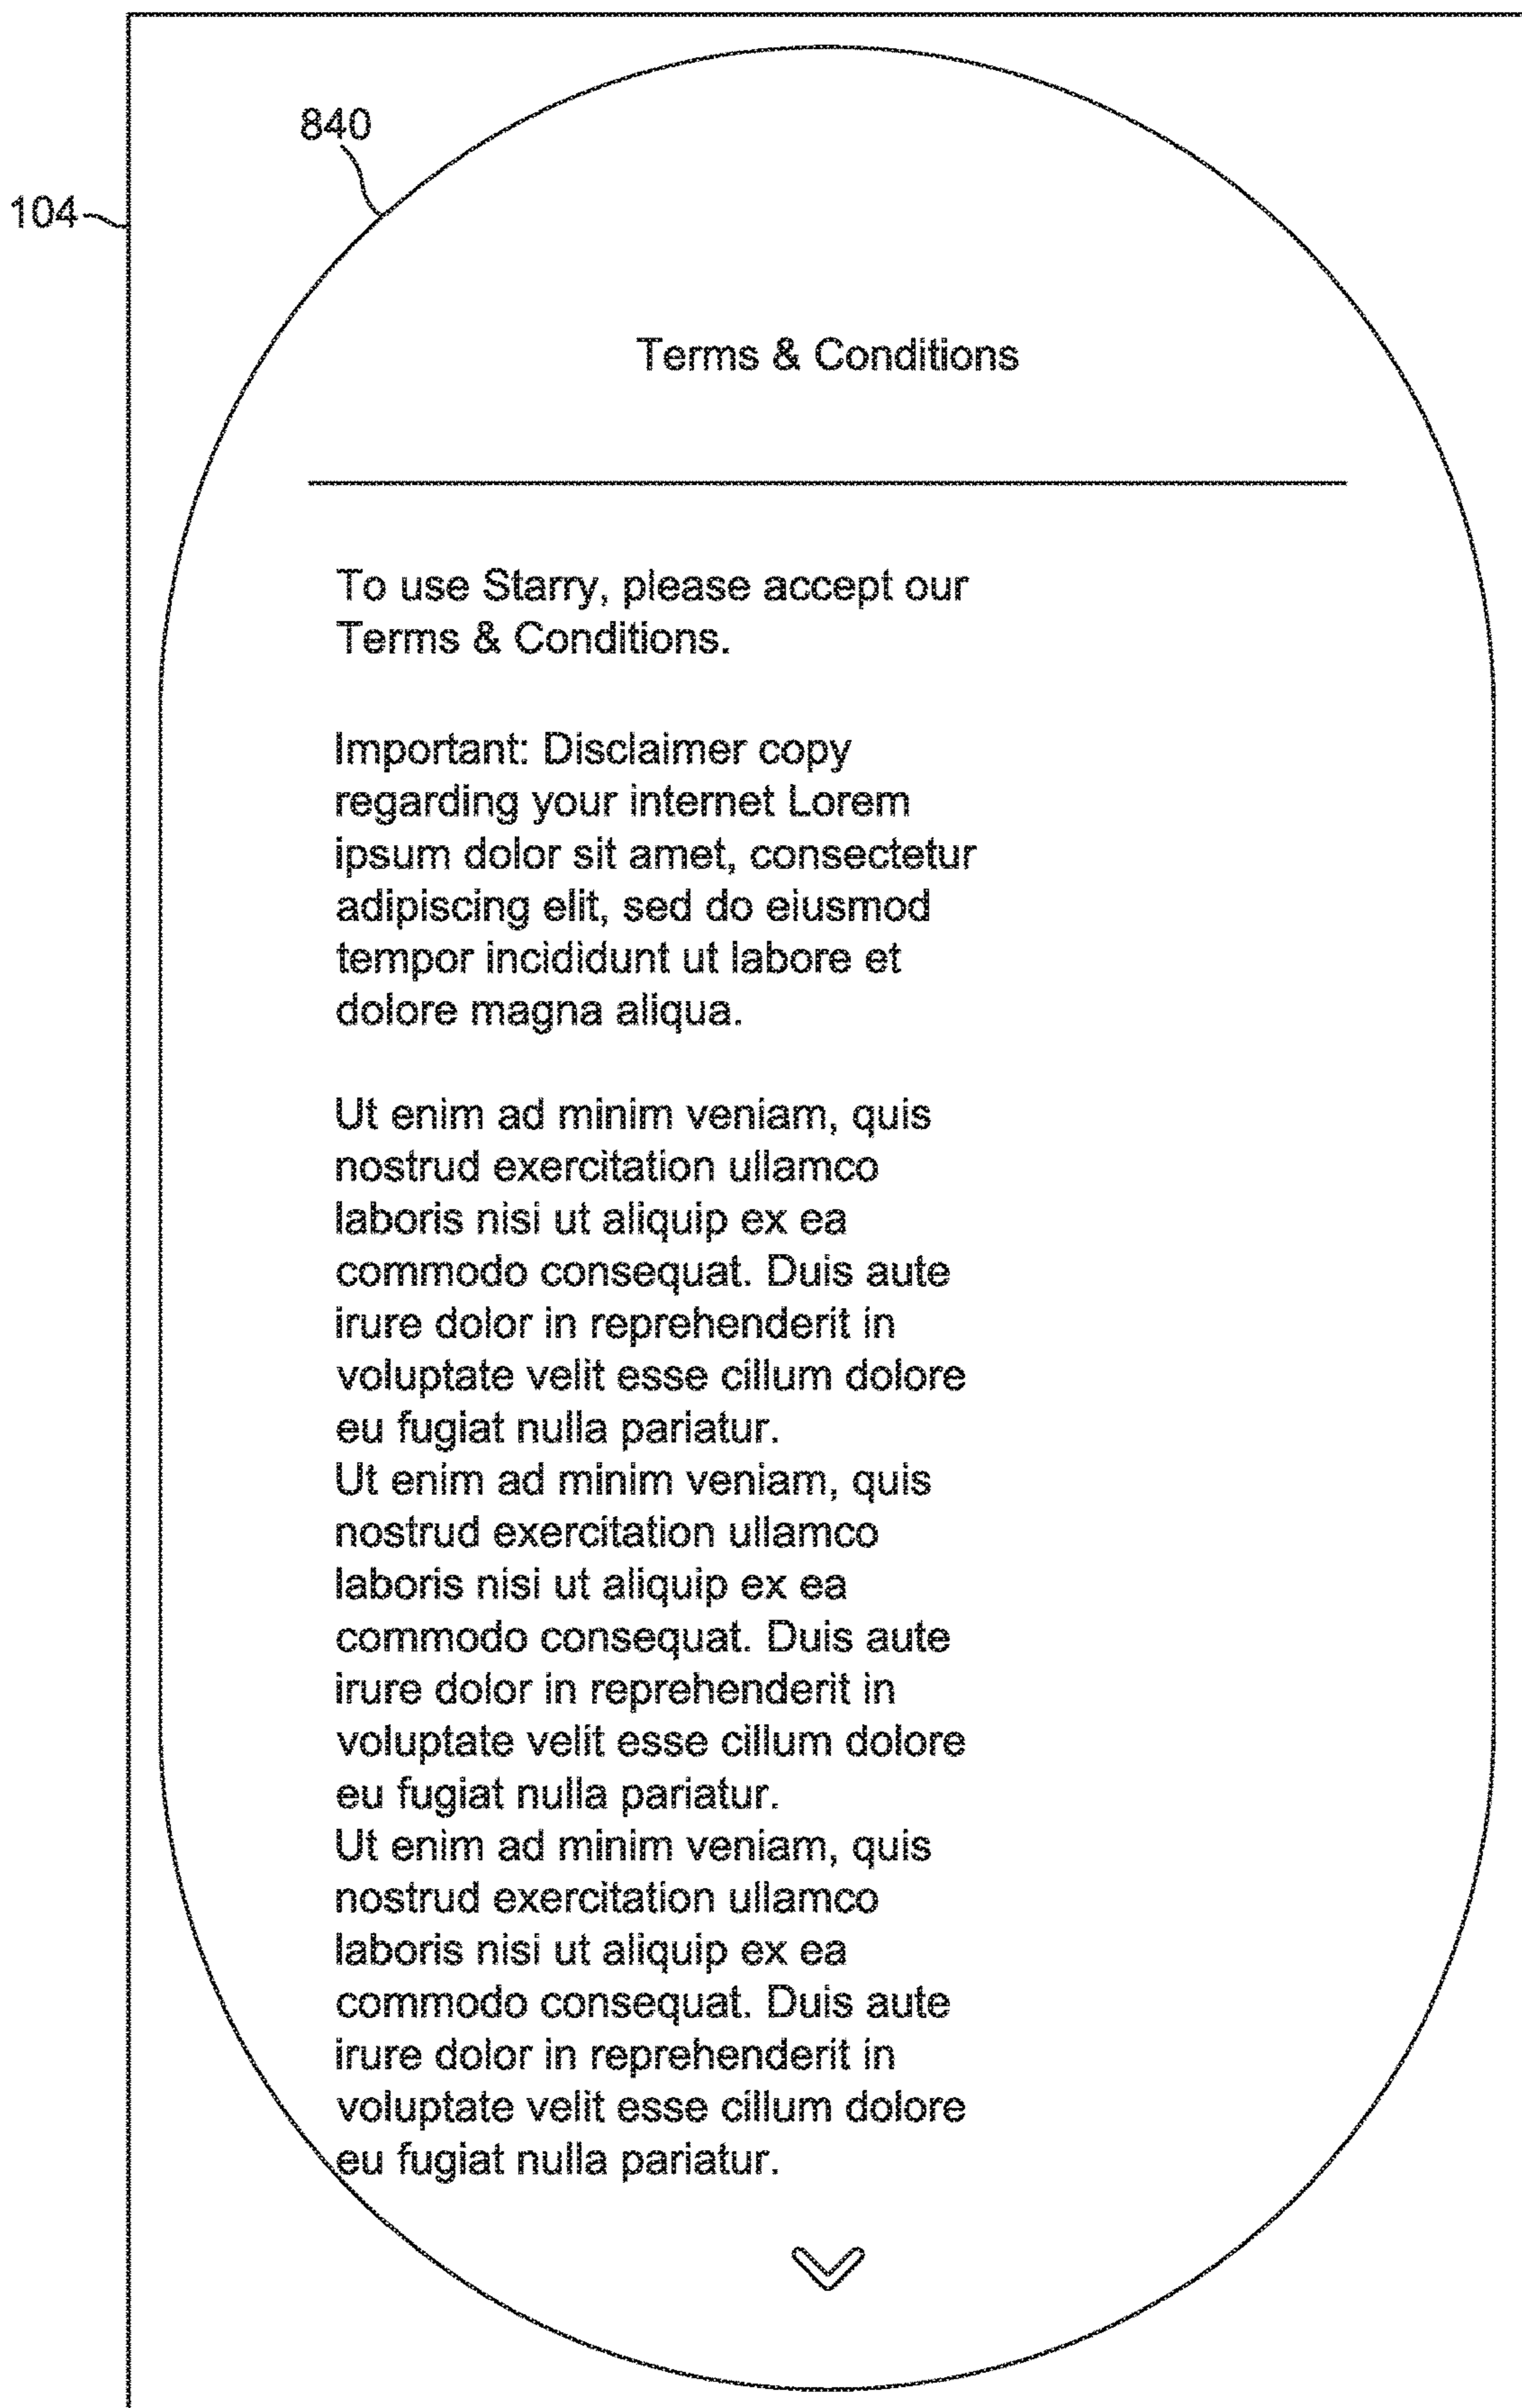 840
104
Terms & Conditions
To use Starry, please accept our
Terms & Conditions.
Important: Disclaimer copy
regarding your internet Lorem
ipsum dolor sit amet, consectetur
adipiscing elit, sed do eiusmod
tempor incididunt ut labore et
dolore magna aliqua.
Ut enim ad minim veniam, quis
nostrud exercitation ullamco
laboris nisi ut aliquip ex ea
commodo consequat. Duis aute
irure dolor in reprehenderit in
voluptate velit esse cillum dolore
eu fugiat nulla pariatur.
Ut enim ad minim veniam, quis
nostrud exercitation ullamco
laboris nisi ut aliquip ex ea
commodo consequat. Duis aute
irure dolor in reprehenderit in
voluptate velit esse cillum dolore
eu fugiat nulla pariatur.
Ut enim ad minim veniam, quis
nostrud exercitation ullamco
laboris nisi ut aliquip ex ea
commodo consequat. Duis aute
irure dolor in reprehenderit in
voluptate velit esse cillum dolore
eu fugiat nulla pariatur.